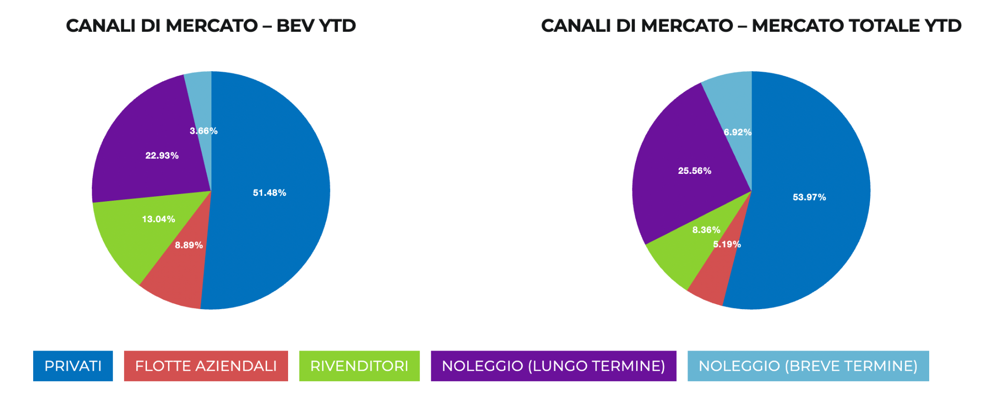 CANALI DI MERCATO – BEV YTD
3.66%
22.93%
51.48%
13.04%
8.89%
CANALI DI MERCATO – MERCATO TOTALE YTD
6.92%
25.56%
53.97%
8.36%
5.19%
PRIVATI
FLOTTE AZIENDALI
RIVENDITORI
NOLEGGIO (LUNGO TERMINE)
NOLEGGIO (BREVE TERMINE)